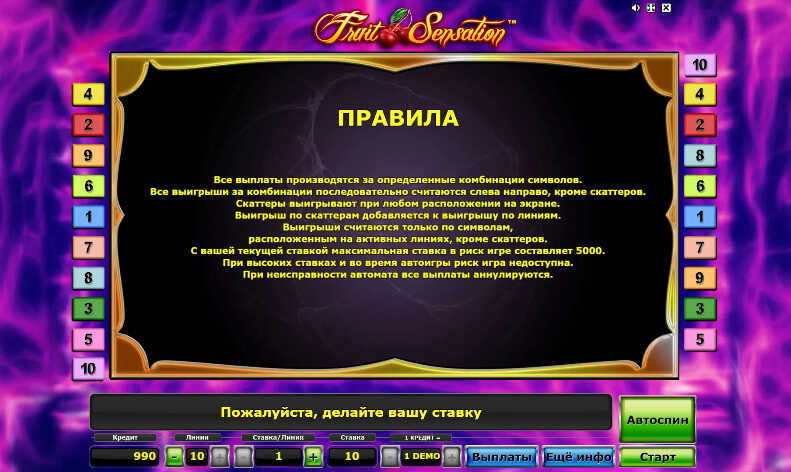 Fruit Sensation™
10
4
4
2
2
9
8
6
6
1
1
7
7
8
9
3
3
5
5
10
ПРАВИЛА
Все выплаты производятся за определенные комбинации символов.
Все выигрыши за комбинации последовательно считаются слева направо, кроме скаттеров.
Скаттеры выигрывают при любом расположении на экране.
Выигрыш по скаттерам добавляется к выигрышу по линиям.
Выигрыши считаются только по символам,
расположенным на активных линиях, кроме скаттеров.
С вашей текущей ставкой максимальная ставка в риск игре составляет 5000.
При высоких ставках и во время автоигры риск игра недоступна.
При неисправности автомата все выплаты аннулируются.
Пожалуйста, делайте вашу ставку
Автоспин
Кредит Линии Ставка/Линия Ставка 1 КРЕДИТ =
990 - 10 + - 1 + 10 - 1 DEMO + Выплаты Ещё инфо Старт